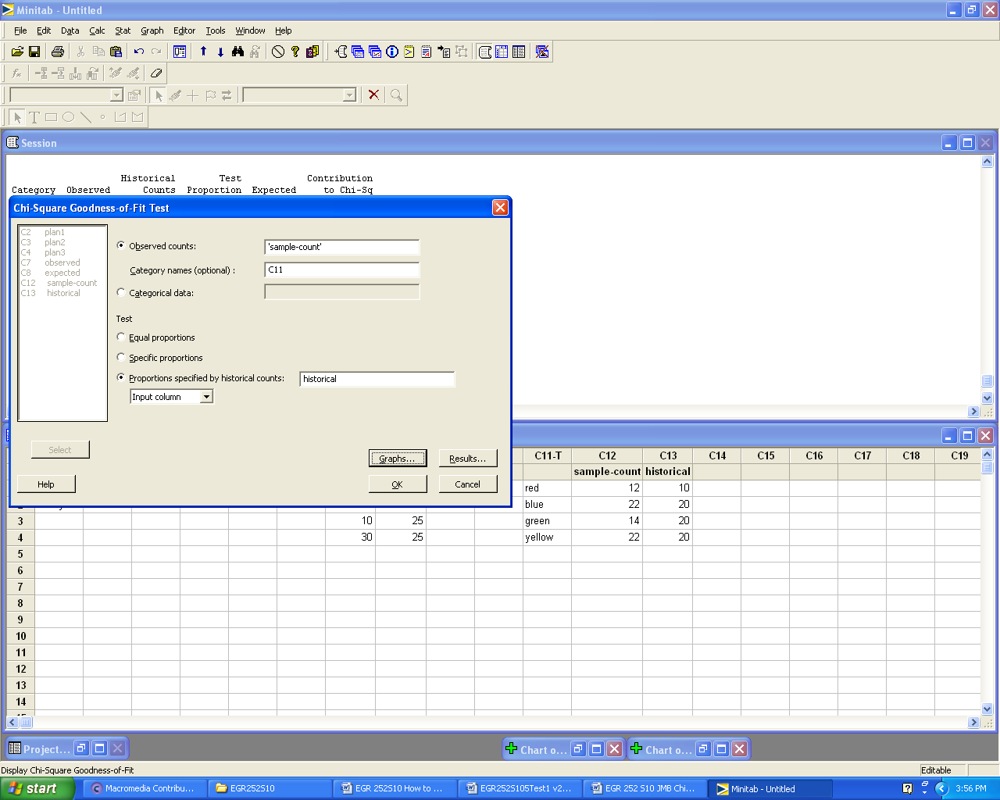 Minitab - Untitled
File Edit Data Calc Stat Graph Editor Tools Window Help
Session
Historical Test Contribution
Category Observed Counts Proportion Expected to Chi-Sq
Chi-Square Goodness-of-Fit Test
C2 plan1
C3 plan2
C4 plan3
C7 observed
C8 expected
C12 sample-count
C13 historical
Observed counts: 'sample-count'
Category names (optional) : C11
Categorical data:
Test
Equal proportions
Specific proportions
Proportions specified by historical counts: historical
Input column
Select
Graphs... Results...
Help OK Cancel
C11-T C12 C13 C14 C15 C16 C17 C18 C19
sample-count historical
red 12 10
blue 22 20
3 10 25 green 14 20
4 30 25 yellow 22 20
5
6
7
8
9
10
11
12
13
14
15
Project... Chart o... Chart o...
Display Chi-Square Goodness-of-Fit Editable
start Macromedia Contribu... EGR252S10 EGR 252S10 How to ... EGR252S105Test1 v2... EGR 252 S10 JMB Chi... Minitab - Untitled 3:56 PM